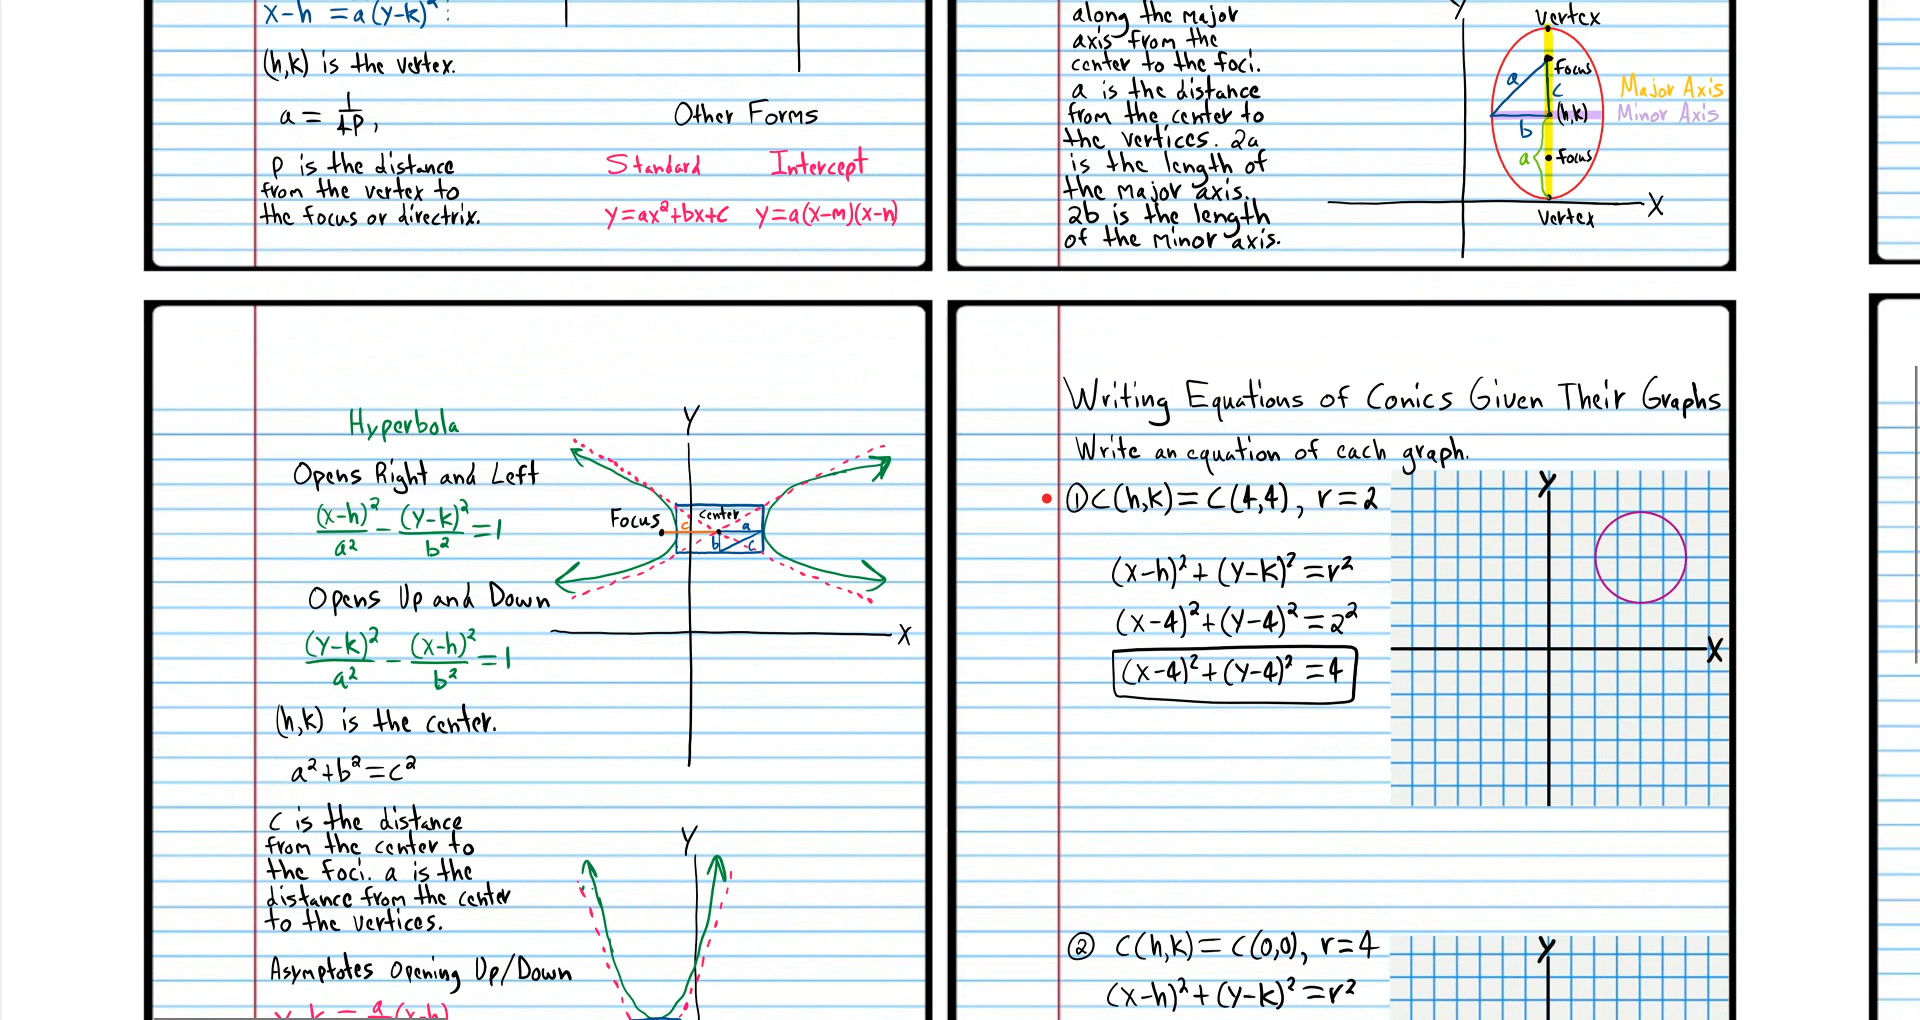 x-h = a(y-k)²:
(h,k) is the vertex.
a = 1/4p,
p is the distance
from the vertex to
the focus or directrix.
Other Forms
Standard Intercept
y=ax²+bx+c y=a(x-m)(x-n)
along the major
axis from the
center to the foci.
a is the distance
from the center to
the vertices. 2a
is the length of
the major axis.
2b is the length
of the minor axis.
Y
Vertex
Focus
a
c
Major Axis
(h,k)
Minor Axis
b
a
Focus
X
Vertex
Hyperbola
Opens Right and Left
(x-h)²/a² - (y-k)²/b² = 1
Opens Up and Down
(y-k)²/a² - (x-h)²/b² = 1
(h,k) is the center.
a²+b²=c²
c is the distance
from the center to
the foci. a is the
distance from the center
to the vertices.
Asymptotes Opening Up/Down
y-k = a (x-h)
Y
Focus
c
center
a
b
c
X
Y
Writing Equations of Conics Given Their Graphs
Write an equation of each graph.
① C(h,k)= C(4,4), r=2
(x-h)²+(y-k)²=r²
(x-4)²+(y-4)²=2²
(x-4)²+(y-4)²=4
Y
X
② C(h,k)= C(0,0), r=4
(x-h)²+(y-k)²=r²
Y